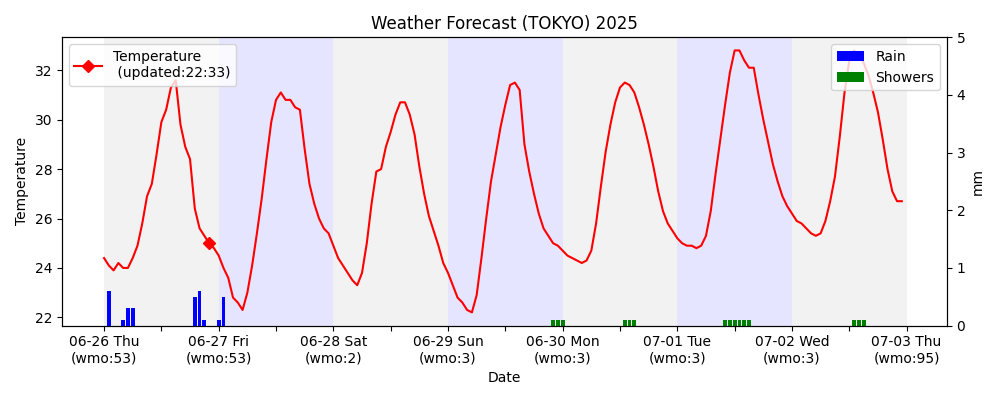 Weather Forecast (TOKYO) 2025
Temperature
(updated:22:33)
Rain
Showers
32
30
28
26
24
22
Temperature
5
4
3
2
1
0
mm
06-26 Thu
(wmo:53)
06-27 Fri
(wmo:53)
06-28 Sat
(wmo:2)
06-29 Sun
(wmo:3)
06-30 Mon
(wmo:3)
07-01 Tue
(wmo:3)
07-02 Wed
(wmo:3)
07-03 Thu
(wmo:95)
Date